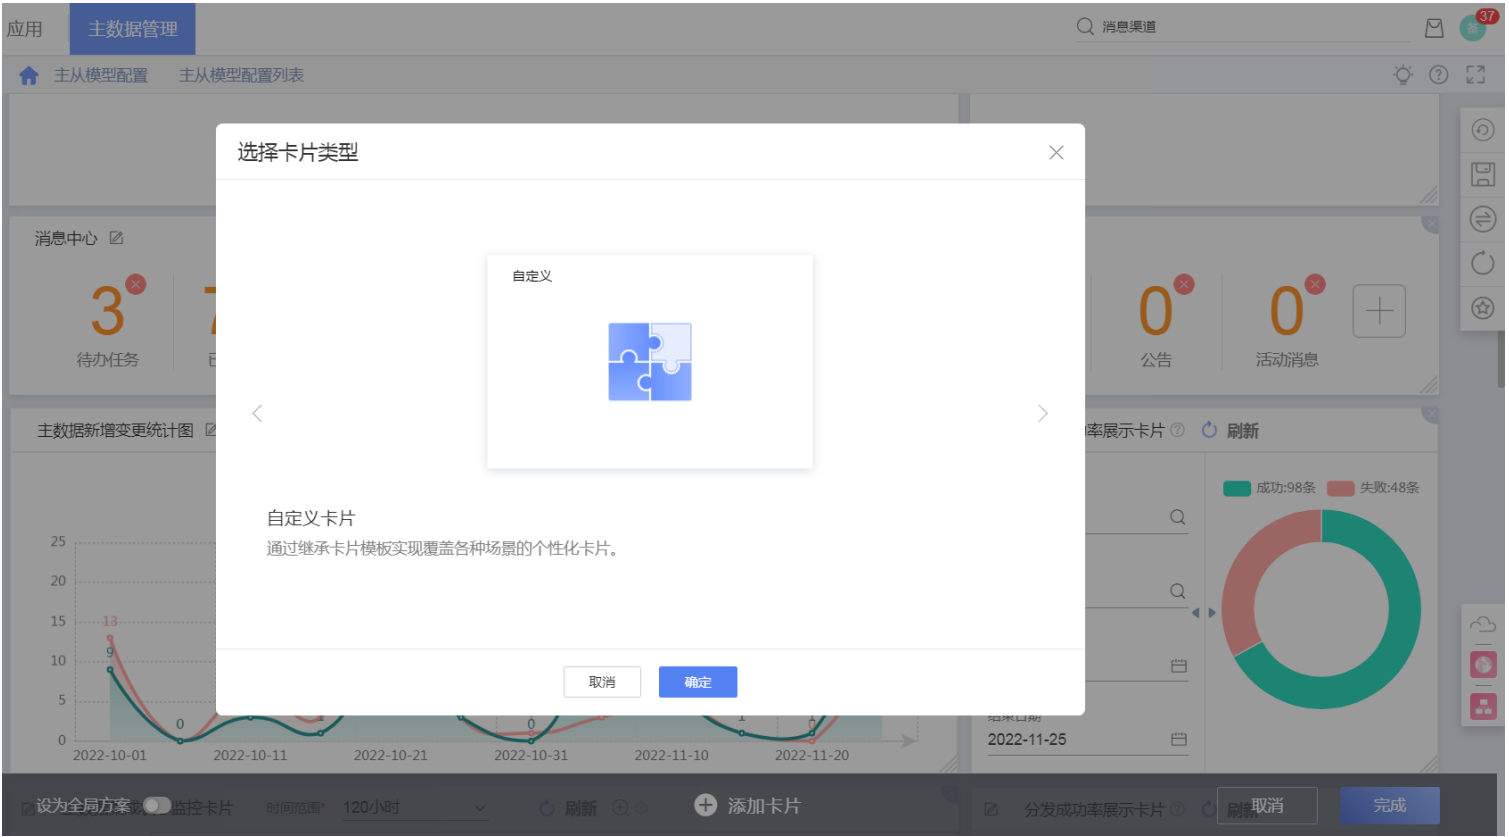 应用
主数据管理
消息渠道
37
主从模型配置
主从模型配置列表
选择卡片类型
消息中心
3
待办任务
自定义
0
公告
0
活动消息
主数据新增变更统计图
率展示卡片
刷新
成功:98条
失败:48条
自定义卡片
通过继承卡片模板实现覆盖各种场景的个性化卡片。
25
20
15
10
5
0
13
9
0
0
取消
确定
2022-10-01
2022-10-11
2022-10-21
2022-10-31
2022-11-10
2022-11-20
结束日期
2022-11-25
设为全局方案
监控卡片
时间范围*
120小时
刷新
添加卡片
分发成功率展示卡片
刷新
取消
完成